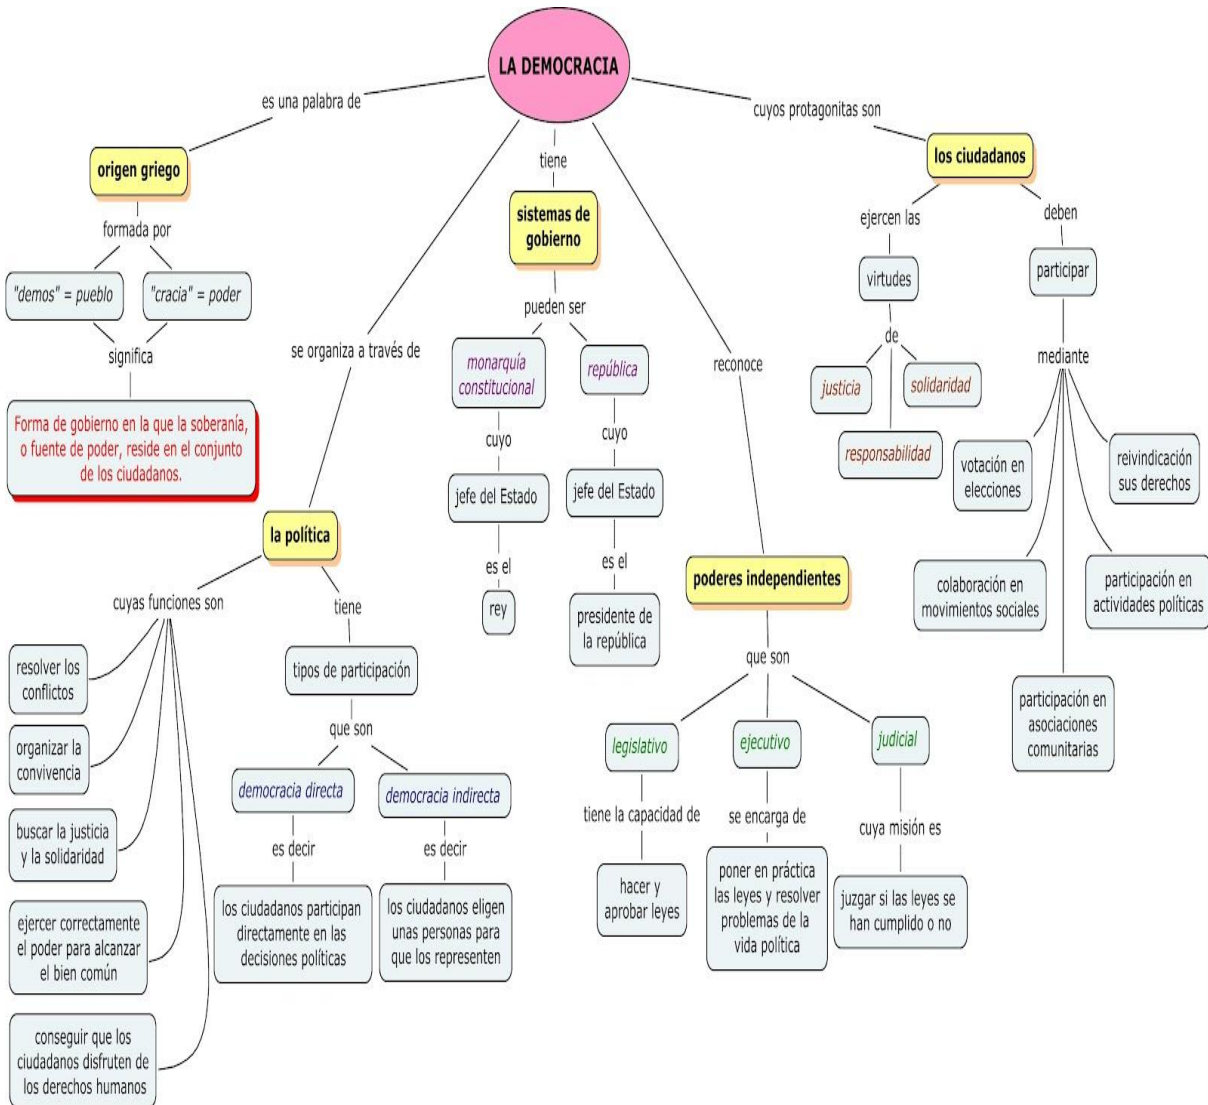 LA DEMOCRACIA
es una palabra de
origen griego
formada por
"demos" = pueblo
"cracia" = poder
significa
Forma de gobierno en la que la soberanía,
o fuente de poder, reside en el conjunto
de los ciudadanos.
se organiza a través de
la política
cuyas funciones son
resolver los
conflictos
organizar la
convivencia
buscar la justicia
y la solidaridad
ejercer correctamente
el poder para alcanzar
el bien común
conseguir que los
ciudadanos disfruten de
los derechos humanos
tiene
tipos de participación
que son
democracia directa
es decir
los ciudadanos participan
directamente en las
decisiones políticas
democracia indirecta
es decir
los ciudadanos eligen
unas personas para
que los representen
tiene
sistemas de
gobierno
pueden ser
monarquía
constitucional
cuyo
jefe del Estado
es el
rey
república
cuyo
jefe del Estado
es el
presidente de
la república
reconoce
poderes independientes
que son
legislativo
tiene la capacidad de
hacer y
aprobar leyes
ejecutivo
se encarga de
poner en práctica
las leyes y resolver
problemas de la
vida política
judicial
cuya misión es
juzgar si las leyes se
han cumplido o no
cuyos protagonitas son
los ciudadanos
ejercen las
virtudes
de
justicia
responsabilidad
solidaridad
deben
participar
mediante
votación en
elecciones
colaboración en
movimientos sociales
participación en
asociaciones
comunitarias
participación en
actividades políticas
reivindicación
sus derechos